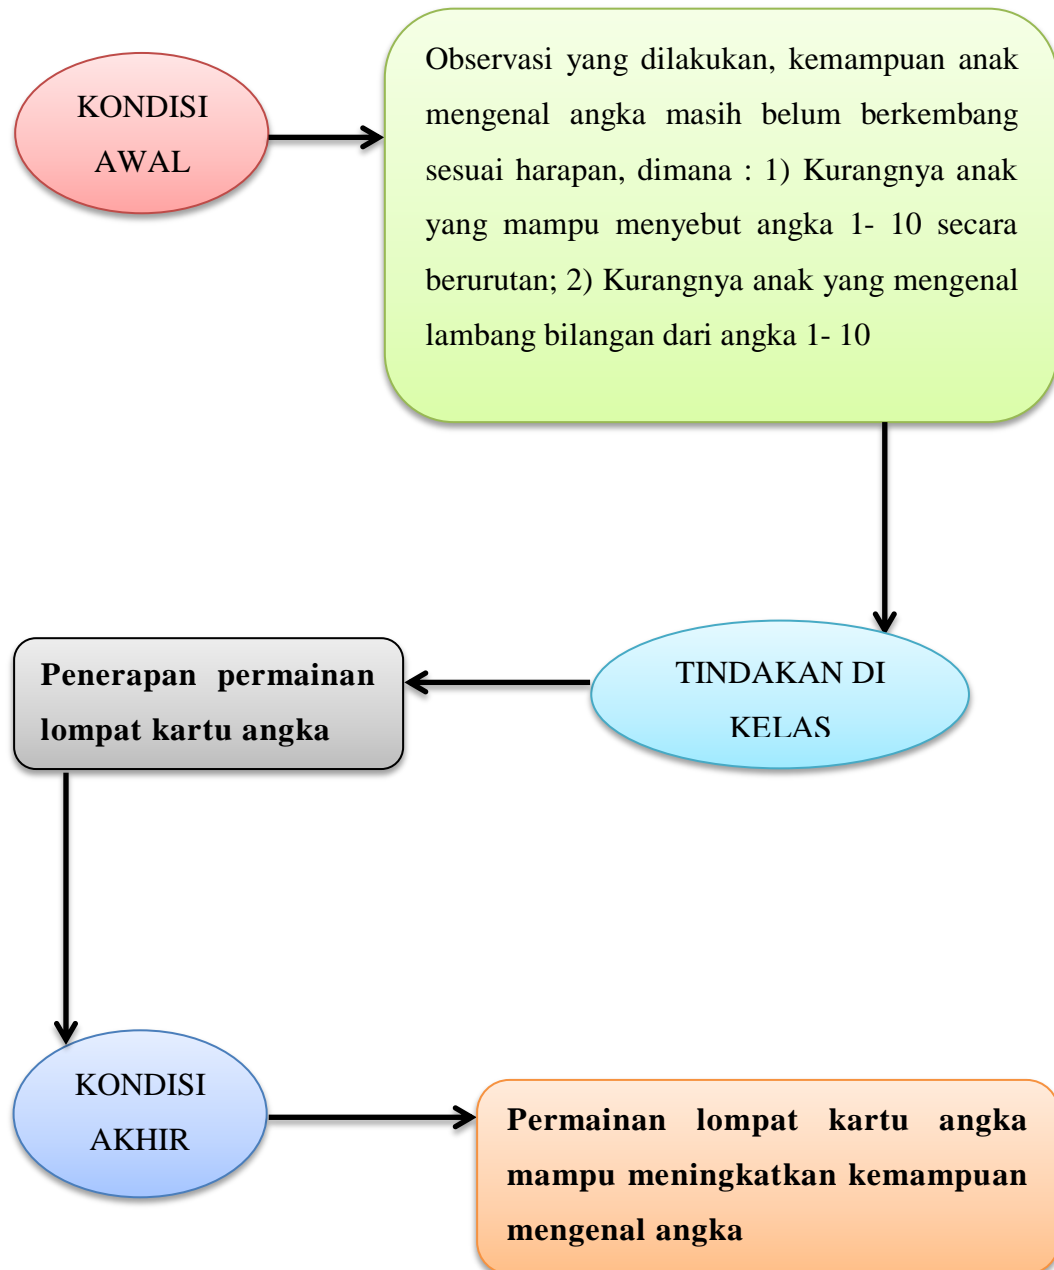 KONDISI
AWAL
Observasi yang dilakukan, kemampuan anak
mengenal angka masih belum berkembang
sesuai harapan, dimana : 1) Kurangnya anak
yang mampu menyebut angka 1- 10 secara
berurutan; 2) Kurangnya anak yang mengenal
lambang bilangan dari angka 1- 10
TINDAKAN DI
KELAS
Penerapan permainan
lompat kartu angka
KONDISI
AKHIR
Permainan lompat kartu angka
mampu meningkatkan kemampuan
mengenal angka